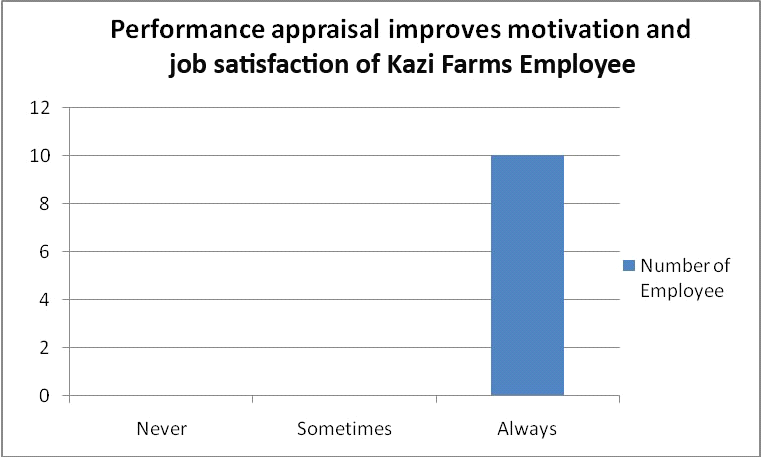 Performance appraisal improves motivation and
job satisfaction of Kazi Farms Employee
12
10
8
6
4
2
0
Never Sometimes Always
Number of
Employee